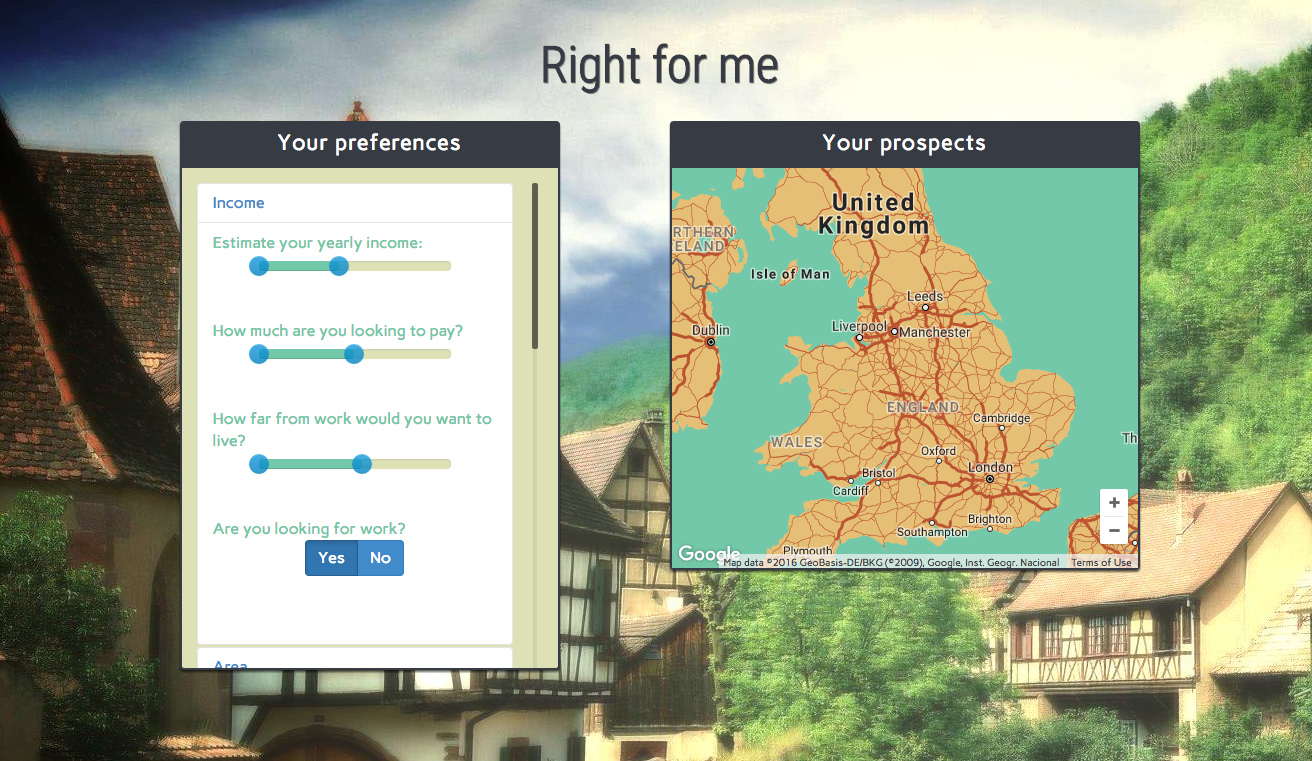 Right for me
Your preferences
Income
Estimate your yearly income:
How much are you looking to pay?
How far from work would you want to
live?
Are you looking for work?
Yes No
Area
Your prospects
United
Kingdom
RTHERN
ELAND
Isle of Man
Leeds
Dublin
Liverpool
Manchester
ENGLAND
Cambridge
WALES
Th
Oxford
London
Bristol
Cardiff
Brighton
Southampton
Plymouth
+
−
Google
Map data ©2016 GeoBasis-DE/BKG (©2009), Google, Inst. Geogr. Nacional Terms of Use